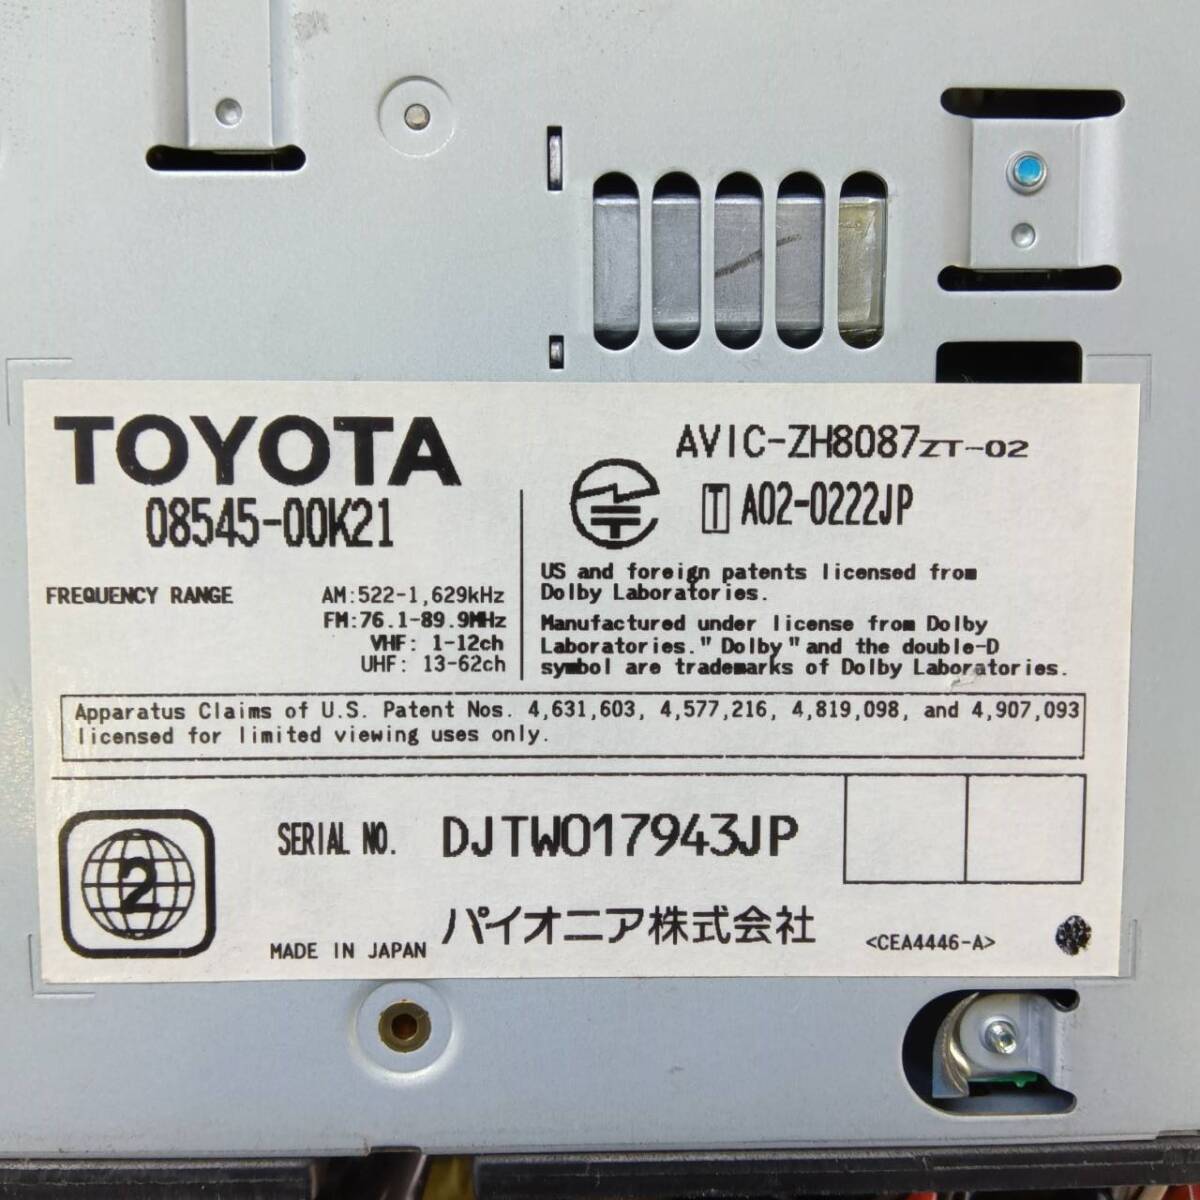 TOYOTA
08545-00K21
FREQUENCY RANGE AM:522-1,629kHz
FM:76.1-89.9MHz
VHF: 1-12ch
UHF: 13-62ch
AVIC-ZH8087ZT-02
T A02-0222JP
US and foreign patents licensed from
Dolby Laboratories.
Manufactured under license from Dolby
Laboratories." Dolby "and the double-D
symbol are trademarks of Dolby Laboratories.
Apparatus Claims of U.S. Patent Nos. 4,631,603, 4,577,216, 4,819,098, and 4,907,093
licensed for limited viewing uses only.
2
SERIAL NO. DJTW017943JP
MADE IN JAPAN パイオニア株式会社 <CEA4446-A>